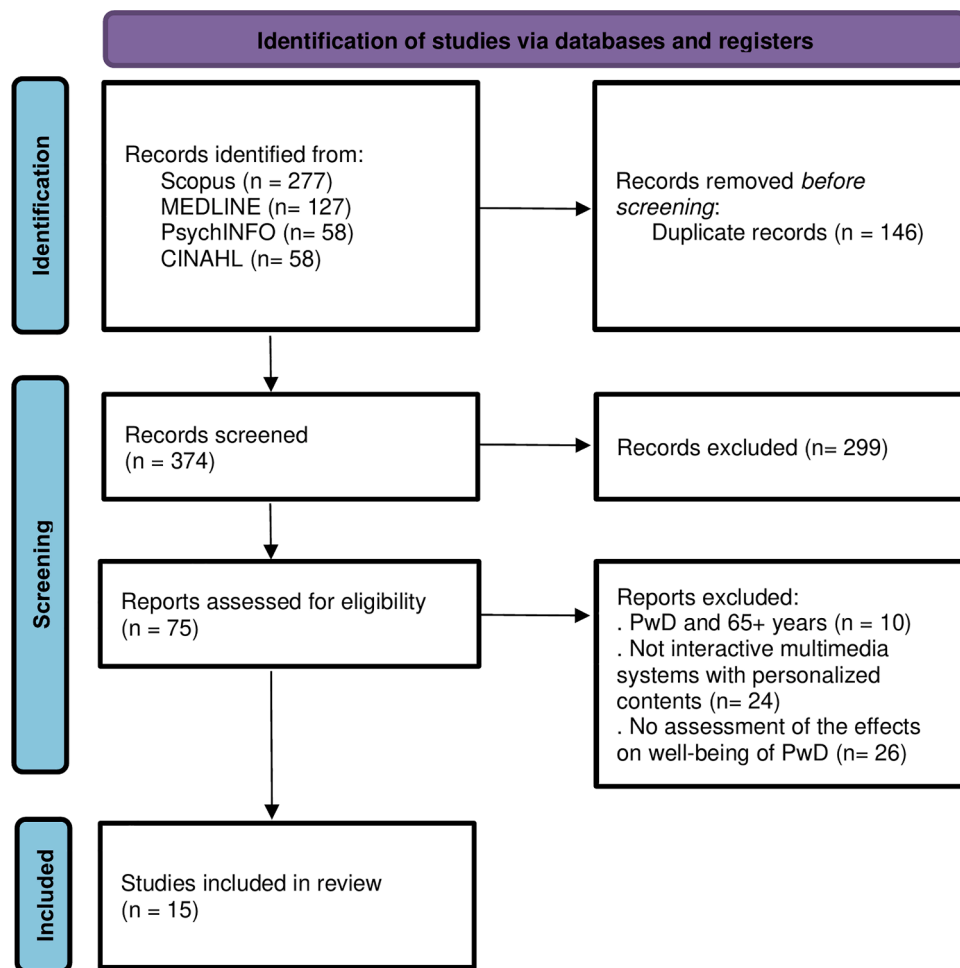 Identification of studies via databases and registers
Identification
Records identified from:
Scopus (n = 277)
MEDLINE (n= 127)
PsychINFO (n= 58)
CINAHL (n= 58)
Records removed before
screening:
Duplicate records (n = 146)
Screening
Records screened
(n = 374)
Records excluded (n= 299)
Reports assessed for eligibility
(n = 75)
Reports excluded:
. PwD and 65+ years (n = 10)
. Not interactive multimedia
systems with personalized
contents (n= 24)
. No assessment of the effects
on well-being of PwD (n= 26)
Included
Studies included in review
(n = 15)